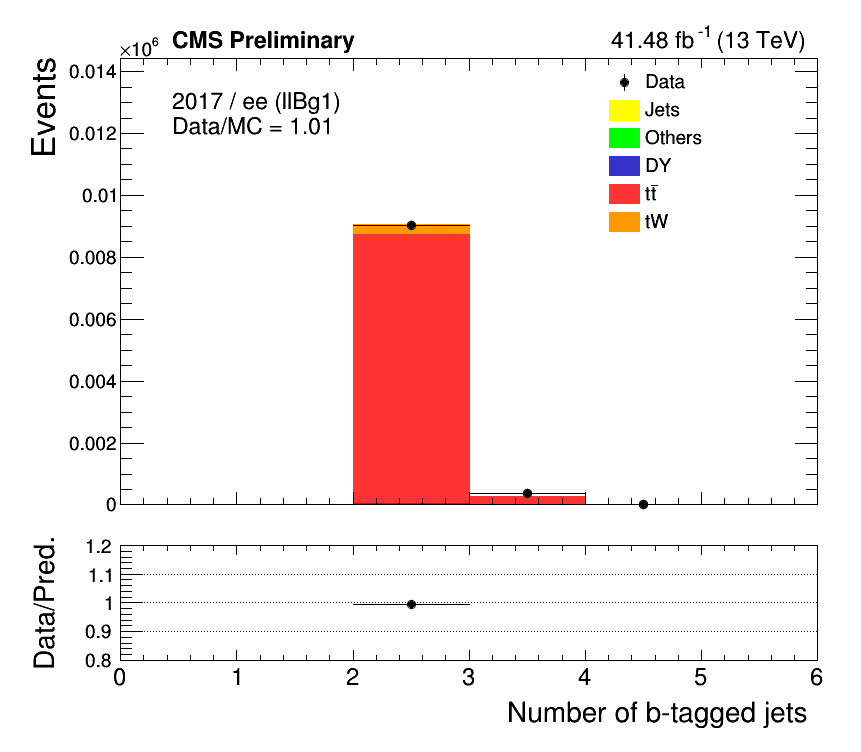 ×10⁶ CMS Preliminary 41.48 fb⁻¹ (13 TeV)
Events
0.014
0.012
0.01
0.008
0.006
0.004
0.002
0
2017 / ee (llBg1)
Data/MC = 1.01
Data
Jets
Others
DY
tt̄
tW
Data/Pred.
1.2
1.1
1
0.9
0.8
0 1 2 3 4 5 6
Number of b-tagged jets